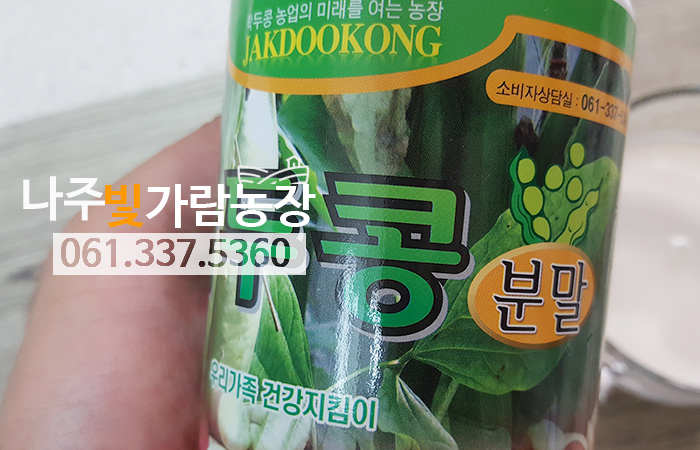 작두콩 농업의 미래를 여는 농장
JAKDOOKONG
소비자상담실 : 061-337-
나주빛가람농장
061.337.5360
두콩
분말
우리가족 건강지킴이